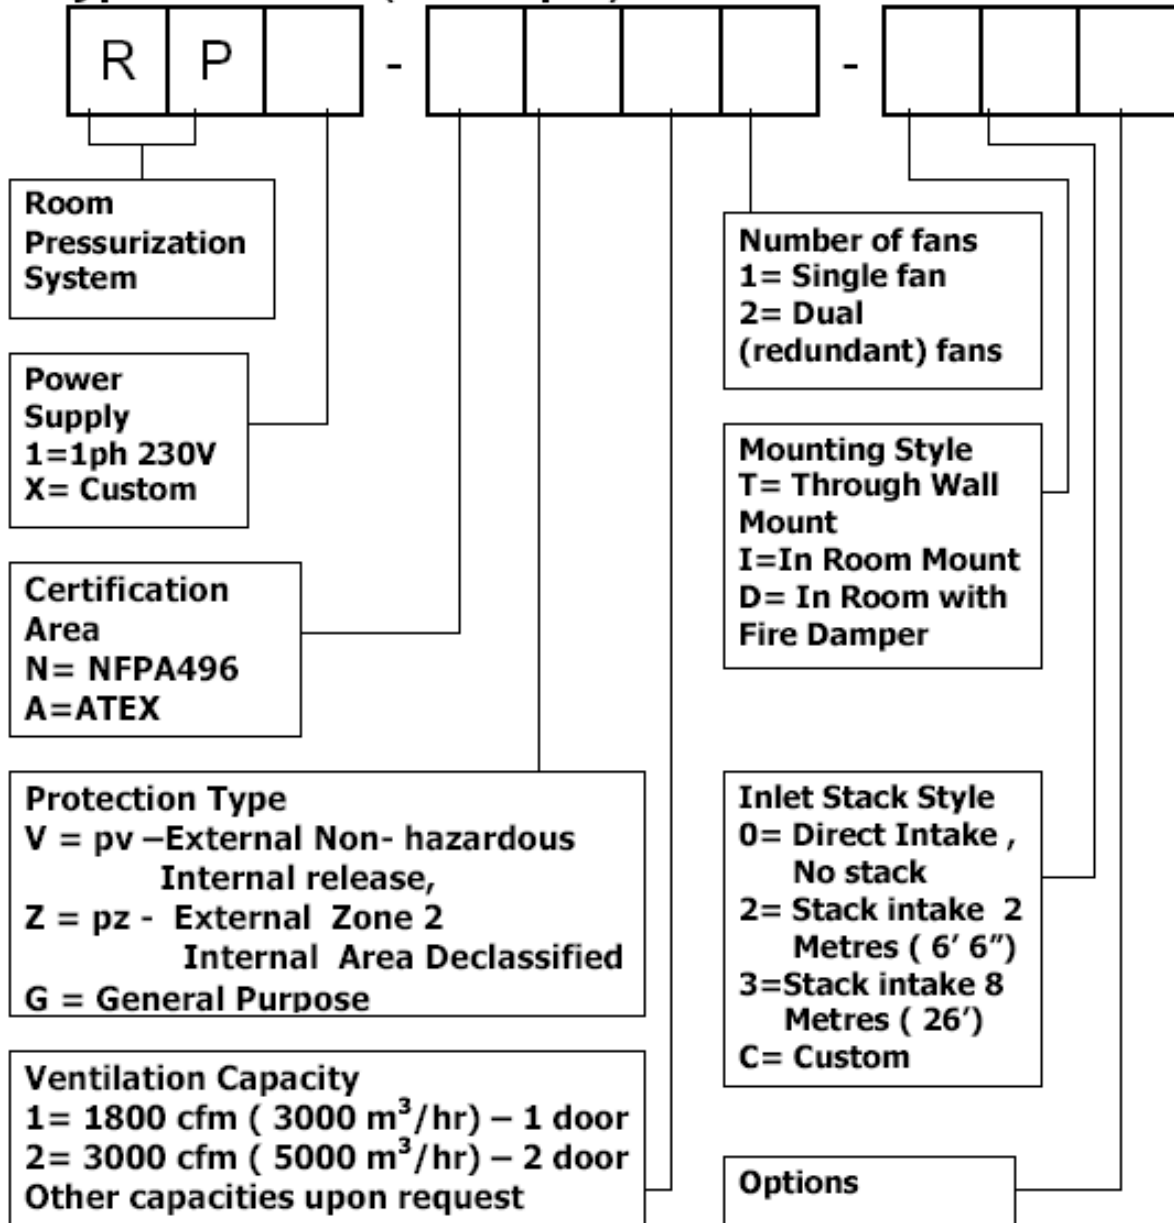 R P - -
Room
Pressurization
System
Power
Supply
1=1ph 230V
X= Custom
Certification
Area
N= NFPA496
A=ATEX
Protection Type
V = pv –External Non- hazardous
Internal release,
Z = pz - External Zone 2
Internal Area Declassified
G = General Purpose
Ventilation Capacity
1= 1800 cfm ( 3000 m³/hr) – 1 door
2= 3000 cfm ( 5000 m³/hr) – 2 door
Other capacities upon request
Number of fans
1= Single fan
2= Dual
(redundant) fans
Mounting Style
T= Through Wall
Mount
I=In Room Mount
D= In Room with
Fire Damper
Inlet Stack Style
0= Direct Intake ,
No stack
2= Stack intake 2
Metres ( 6’ 6”)
3=Stack intake 8
Metres ( 26’)
C= Custom
Options